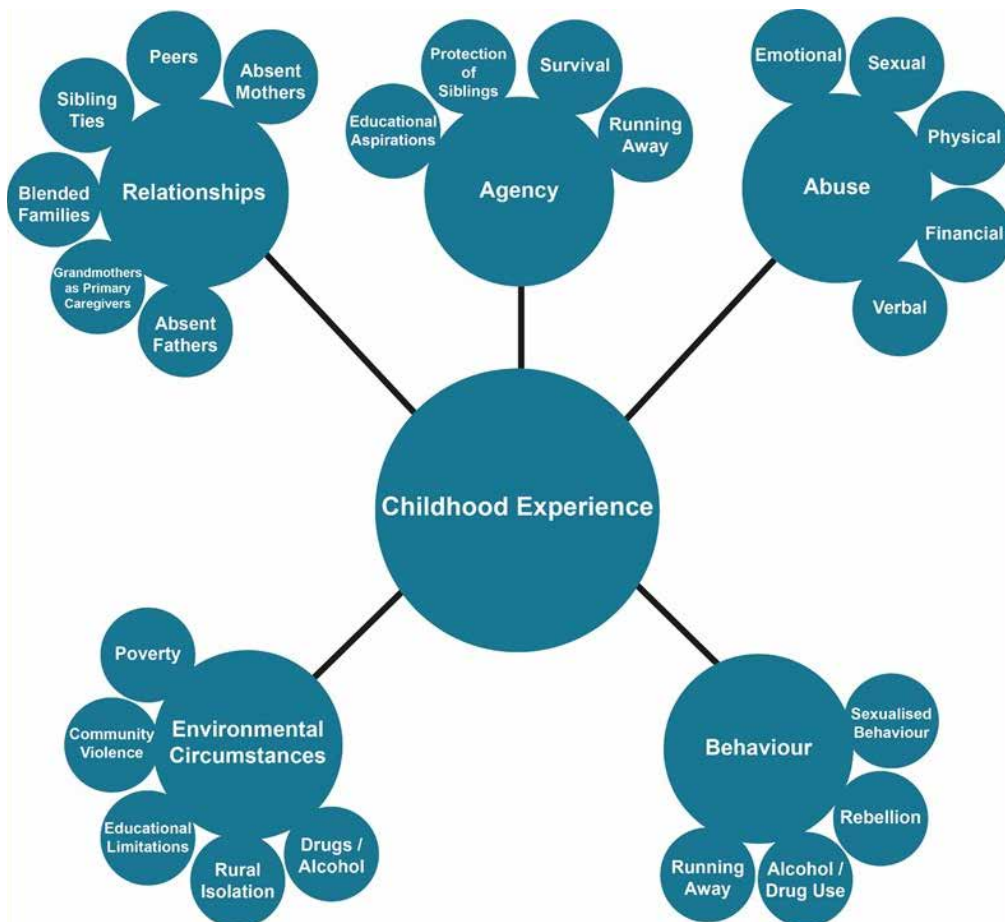 Peers
Absent
Mothers
Sibling
Ties
Blended
Families
Grandmothers
as Primary
Caregivers
Absent
Fathers
Relationships
Protection
of
Siblings
Survival
Educational
Aspirations
Running
Away
Agency
Emotional
Sexual
Physical
Financial
Verbal
Abuse
Childhood Experience
Poverty
Community
Violence
Educational
Limitations
Rural
Isolation
Drugs /
Alcohol
Environmental
Circumstances
Behaviour
Sexualised
Behaviour
Rebellion
Running
Away
Alcohol /
Drug Use